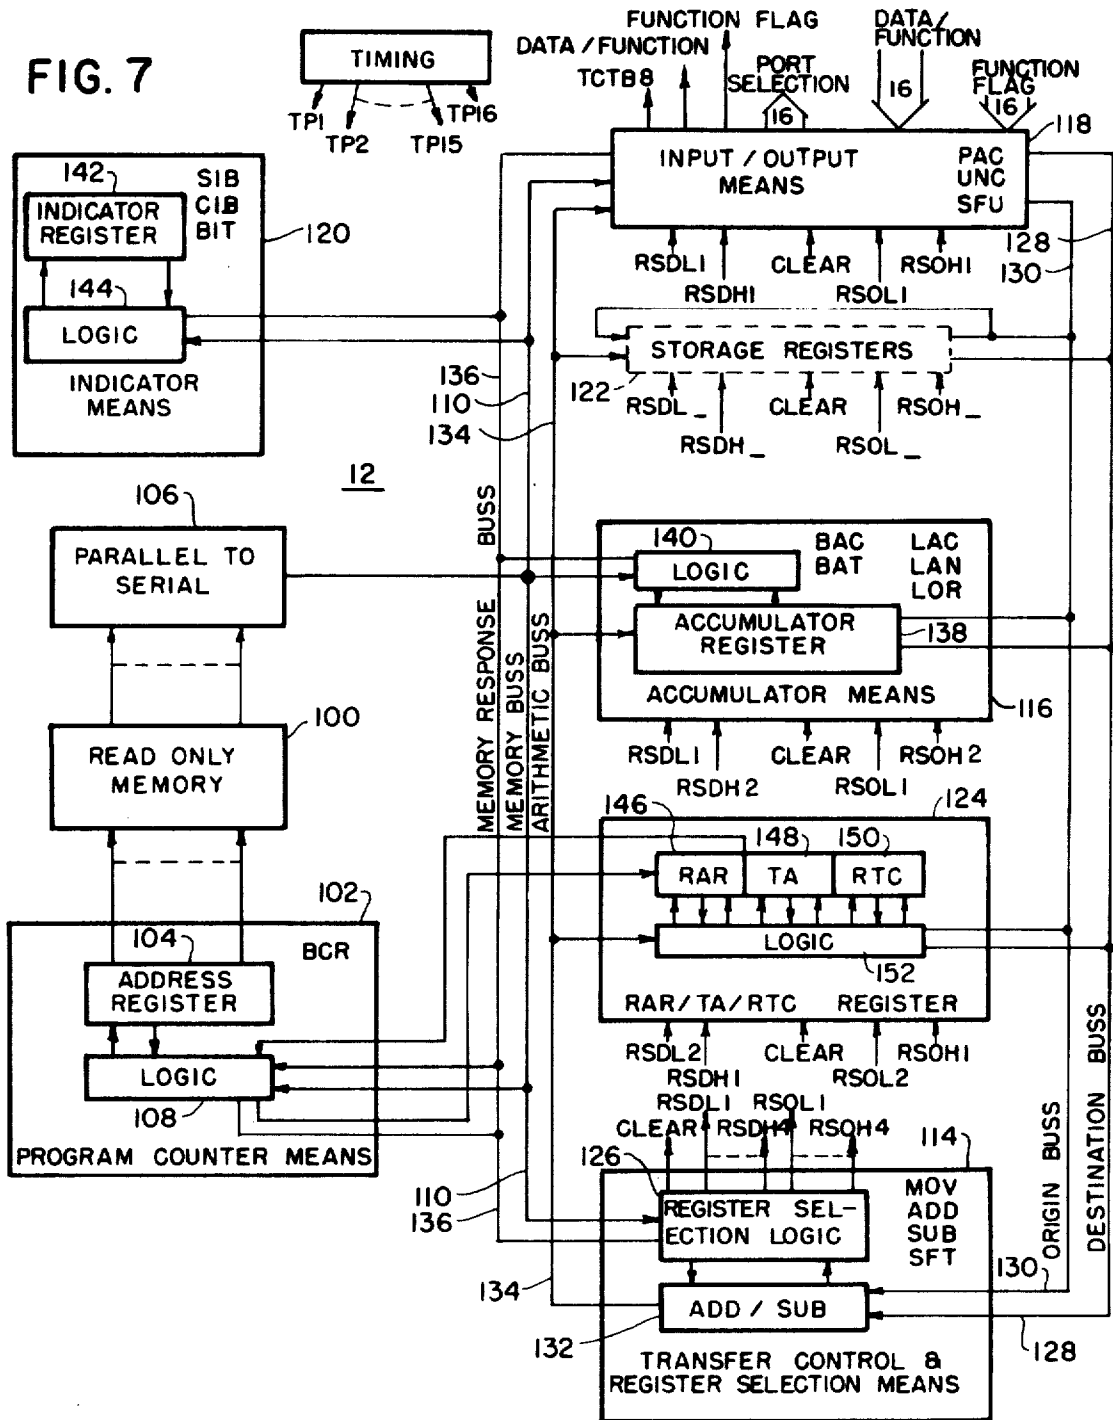 FIG. 7
TIMING
TP1
TP2
TP15
TP16
FUNCTION FLAG
DATA / FUNCTION
TCTB8
PORT
SELECTION
16
DATA/
FUNCTION
16
FUNCTION
FLAG
16
118
INPUT / OUTPUT
MEANS
PAC
UNC
SFU
128
130
RSDL1
RSDH1
CLEAR
RSOL1
RSOH1
142
INDICATOR
REGISTER
SIB
CIB
BIT
120
144
LOGIC
INDICATOR
MEANS
136
110
134
STORAGE REGISTERS
122
RSDL_
RSDH_
CLEAR
RSOL_
RSOH_
12
106
PARALLEL TO
SERIAL
MEMORY RESPONSE BUSS
MEMORY BUSS
ARITHMETIC BUSS
140
LOGIC
BAC
BAT
LAC
LAN
LOR
ACCUMULATOR
REGISTER
138
ACCUMULATOR MEANS
116
RSDL1
RSDH2
CLEAR
RSOL1
RSOH2
100
READ ONLY
MEMORY
146
148
150
124
RAR
TA
RTC
LOGIC
152
RAR/TA/RTC REGISTER
RSDL2
RSDH1
CLEAR
RSOL2
RSOH1
102
104
BCR
ADDRESS
REGISTER
LOGIC
108
PROGRAM COUNTER MEANS
ORIGIN BUSS
DESTINATION BUSS
CLEAR
RSDL1
RSDH4
RSOL1
RSOH4
114
126
110
136
REGISTER SEL-
ECTION LOGIC
MOV
ADD
SUB
SFT
134
130
ADD / SUB
132
128
TRANSFER CONTROL &
REGISTER SELECTION MEANS